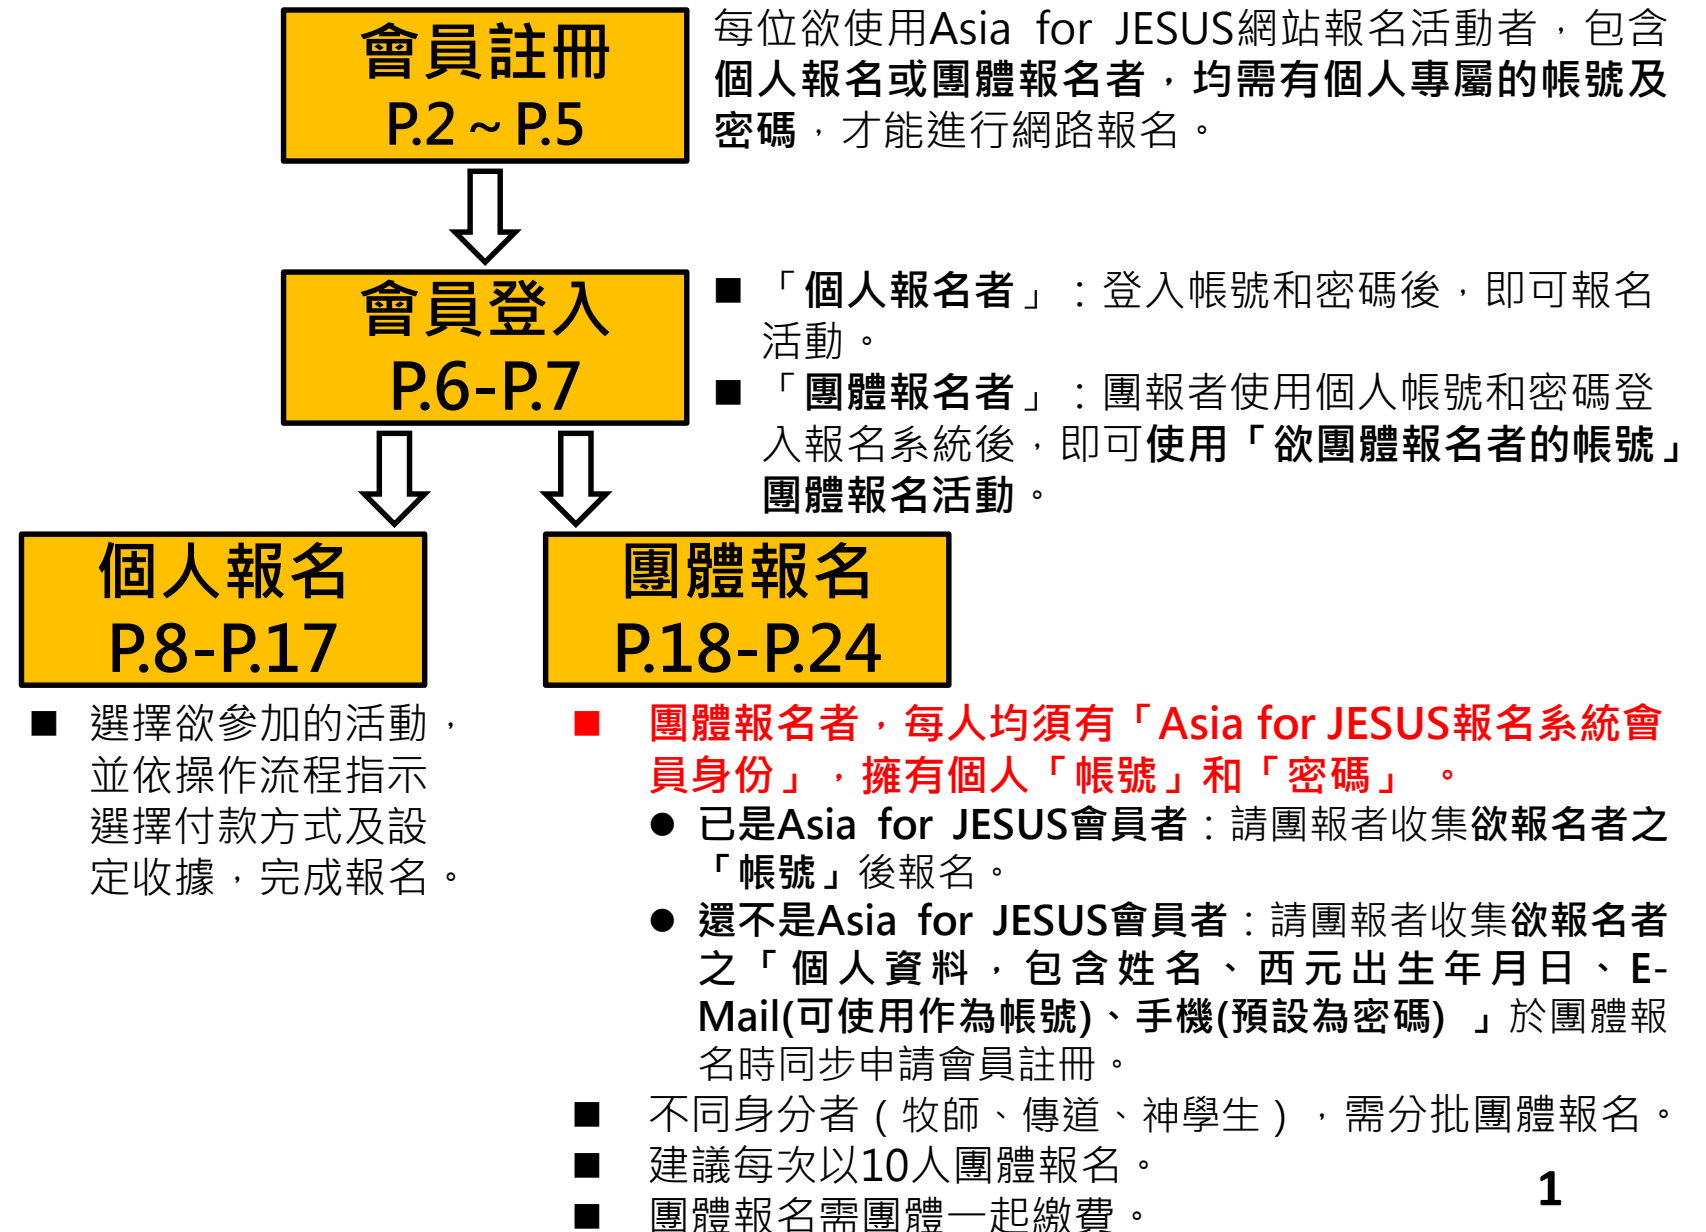 會員註冊
P.2～P.5
每位欲使用Asia for JESUS網站報名活動者，包含
個人報名或團體報名者，均需有個人專屬的帳號及
密碼，才能進行網路報名。
會員登入
P.6-P.7
■ 「個人報名者」：登入帳號和密碼後，即可報名
活動。
■ 「團體報名者」：團報者使用個人帳號和密碼登
入報名系統後，即可使用「欲團體報名者的帳號」
團體報名活動。
個人報名
P.8-P.17
■ 選擇欲參加的活動，
並依操作流程指示
選擇付款方式及設
定收據，完成報名。
團體報名
P.18-P.24
■ 團體報名者，每人均須有「Asia for JESUS報名系統會
員身份」，擁有個人「帳號」和「密碼」 。
● 已是Asia for JESUS會員者：請團報者收集欲報名者之
「帳號」後報名。
● 還不是Asia for JESUS會員者：請團報者收集欲報名者
之「個人資料，包含姓名、西元出生年月日、E-
Mail(可使用作為帳號)、手機(預設為密碼) 」於團體報
名時同步申請會員註冊。
■ 不同身分者（牧師、傳道、神學生），需分批團體報名。
■ 建議每次以10人團體報名。
■ 團體報名需團體一起繳費。
1